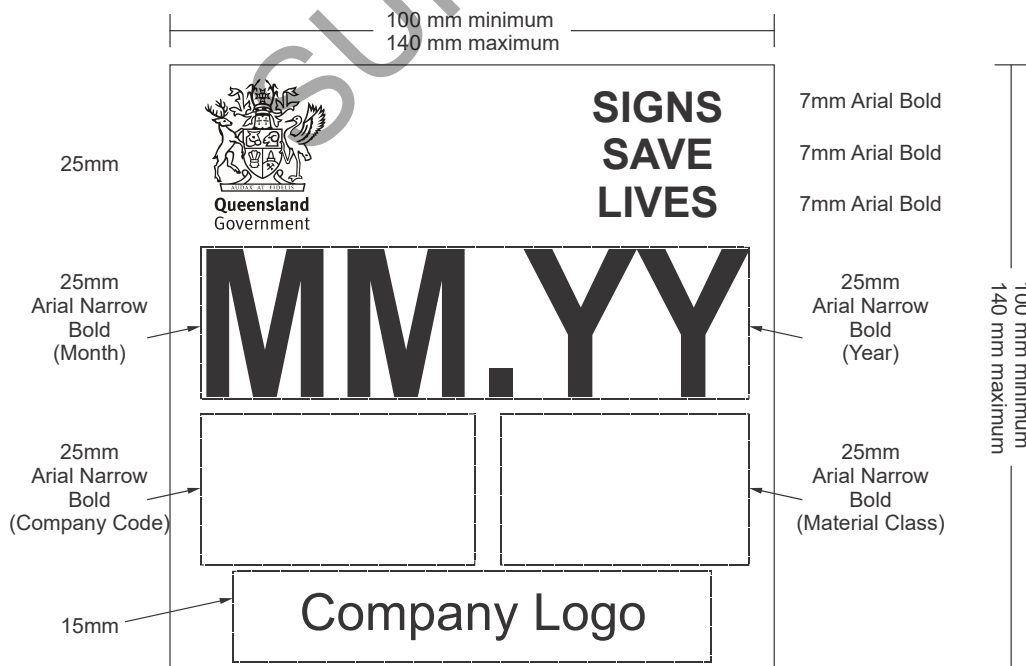 100 mm minimum
140 mm maximum
25mm
AUDAX AT FIDELIS
Queensland
Government
SIGNS
SAVE
LIVES
7mm Arial Bold
7mm Arial Bold
7mm Arial Bold
25mm
Arial Narrow
Bold
(Month)
MM.YY
25mm
Arial Narrow
Bold
(Year)
100 mm minimum
140 mm maximum
25mm
Arial Narrow
Bold
(Company Code)
25mm
Arial Narrow
Bold
(Material Class)
15mm
Company Logo